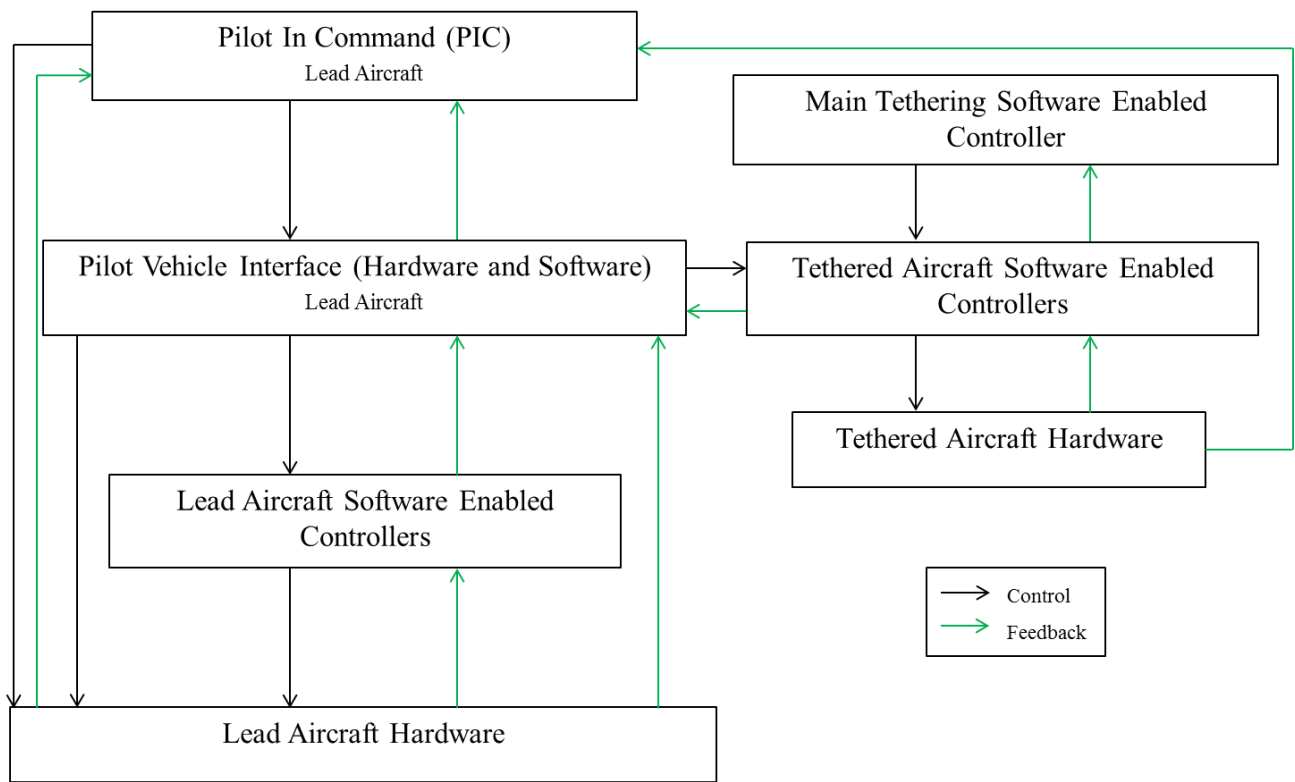 Pilot In Command (PIC)
Lead Aircraft
Main Tethering Software Enabled
Controller
Pilot Vehicle Interface (Hardware and Software)
Lead Aircraft
Tethered Aircraft Software Enabled
Controllers
Tethered Aircraft Hardware
Lead Aircraft Software Enabled
Controllers
Control
Feedback
Lead Aircraft Hardware